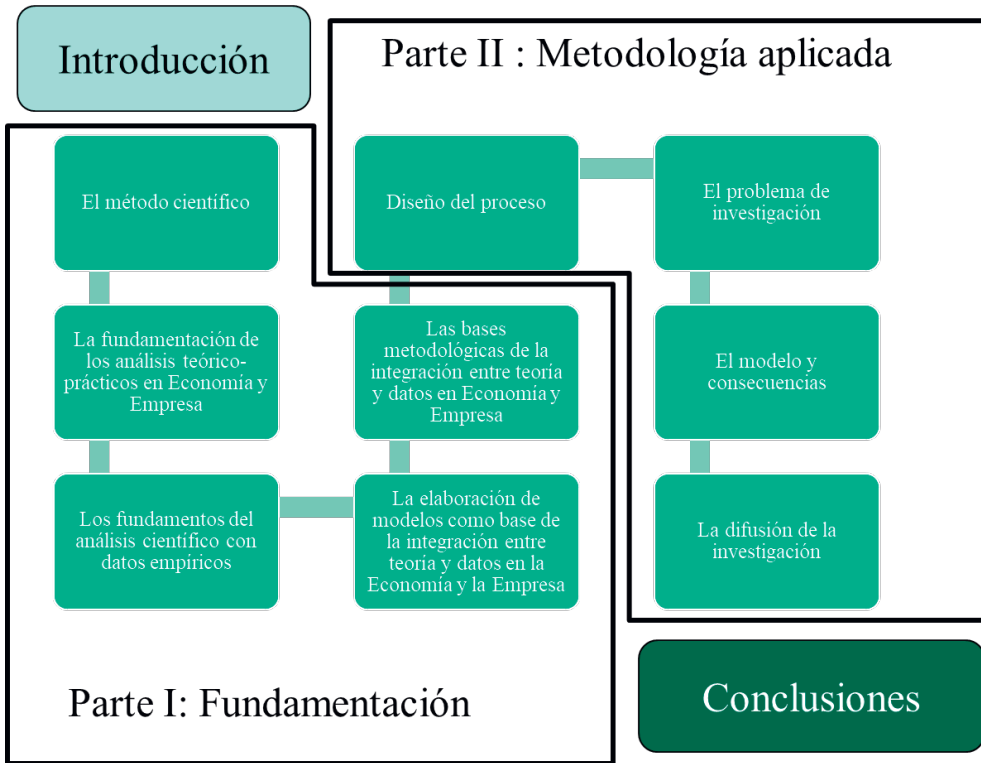 Introducción
Parte II : Metodología aplicada
El método científico
La fundamentación de
los análisis teórico-
prácticos en Economía y
Empresa
Los fundamentos del
análisis científico con
datos empíricos
La elaboración de
modelos como base de
la integración entre
teoría y datos en la
Economía y la Empresa
Las bases
metodológicas de la
integración entre teoría
y datos en Economía y
Empresa
Diseño del proceso
El problema de
investigación
El modelo y
consecuencias
La difusión de la
investigación
Parte I: Fundamentación
Conclusiones